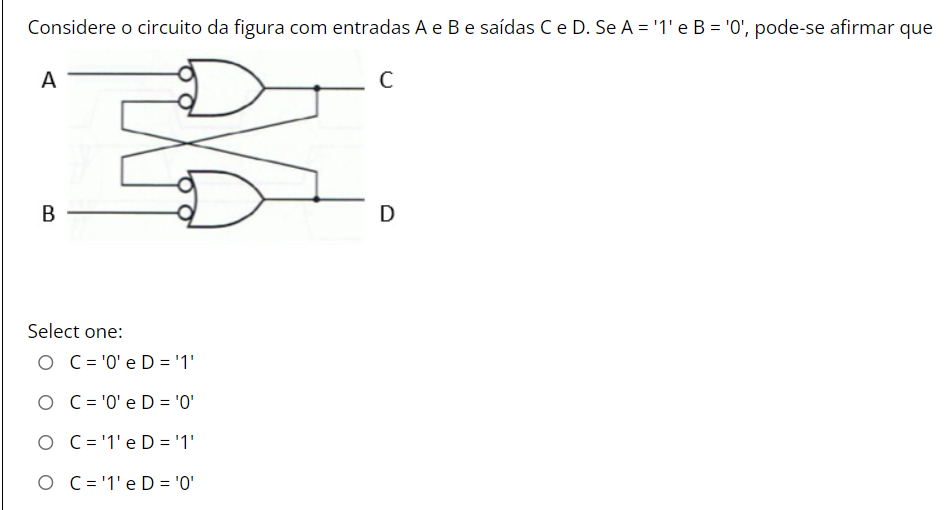 Considere o circuito da figura com entradas A e B e saídas C e D. Se A = '1' e B = '0', pode-se afirmar que
A
C
B
D
Select one:
C = '0' e D = '1'
C = '0' e D = '0'
C = '1' e D = '1'
C = '1' e D = '0'